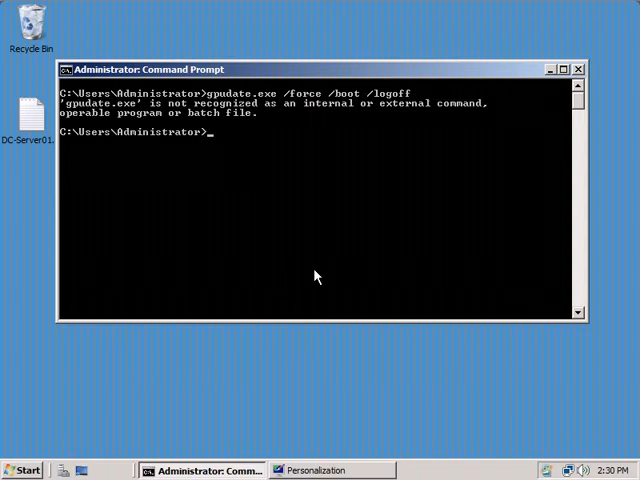 Recycle Bin
Administrator: Command Prompt
C:\Users\Administrator>gpudate.exe /force /boot /logoff
'gpudate.exe' is not recognized as an internal or external command,
operable program or batch file.
C:\Users\Administrator>_
DC-Server01.
Start
Administrator: Comm...
Personalization
2:30 PM